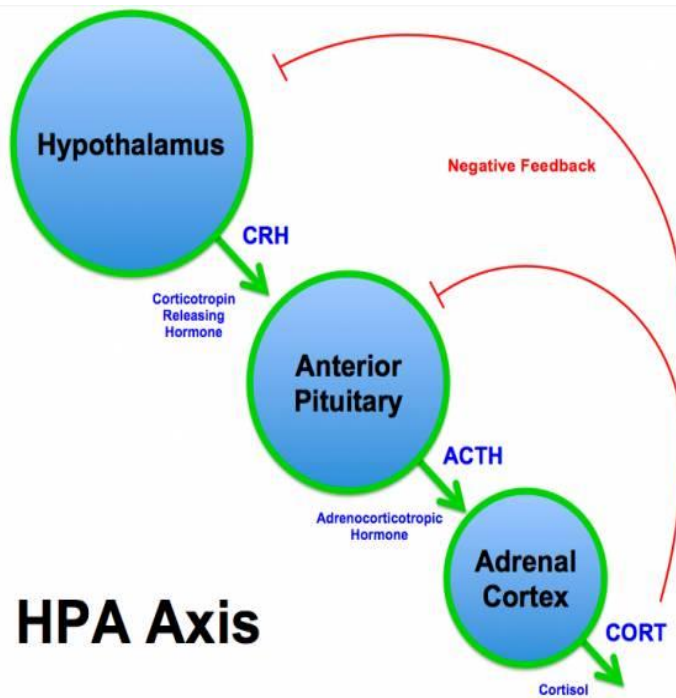 Hypothalamus
Negative Feedback
CRH
Corticotropin
Releasing
Hormone
Anterior
Pituitary
ACTH
Adrenocorticotropic
Hormone
Adrenal
Cortex
HPA Axis
CORT
Cortisol